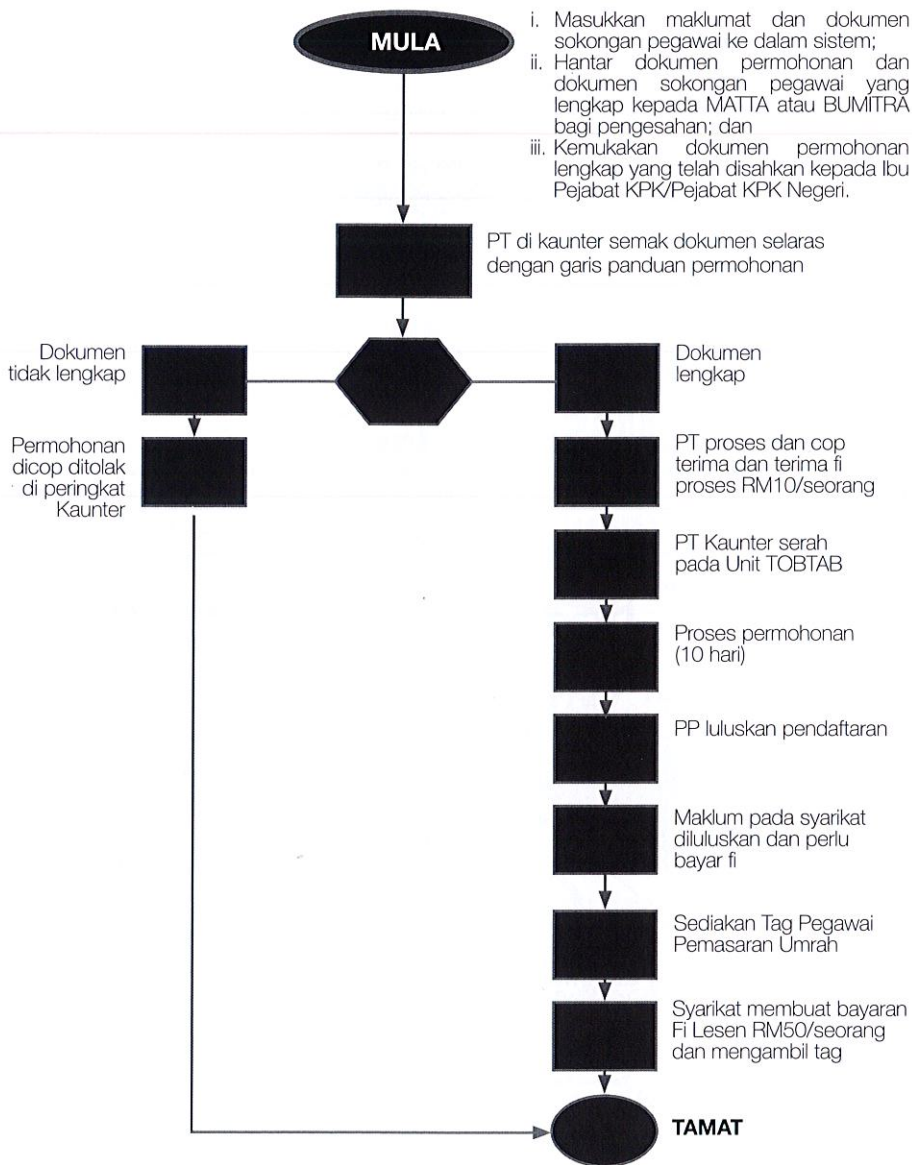 MULA
i. Masukkan maklumat dan dokumen
sokongan pegawai ke dalam sistem;
ii. Hantar dokumen permohonan dan
dokumen sokongan pegawai yang
lengkap kepada MATTA atau BUMITRA
bagi pengesahan; dan
iii. Kemukakan dokumen permohonan
lengkap yang telah disahkan kepada Ibu
Pejabat KPK/Pejabat KPK Negeri.
PT di kaunter semak dokumen selaras
dengan garis panduan permohonan
Dokumen
tidak lengkap
Permohonan
dicop ditolak
di peringkat
Kaunter
Dokumen
lengkap
PT proses dan cop
terima dan terima fi
proses RM10/seorang
PT Kaunter serah
pada Unit TOBTAB
Proses permohonan
(10 hari)
PP luluskan pendaftaran
Maklum pada syarikat
diluluskan dan perlu
bayar fi
Sediakan Tag Pegawai
Pemasaran Umrah
Syarikat membuat bayaran
Fi Lesen RM50/seorang
dan mengambil tag
TAMAT